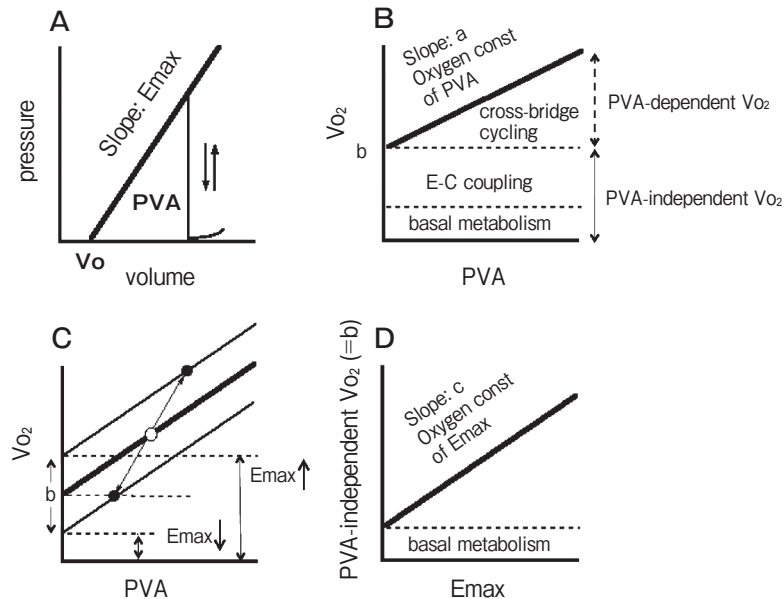 A
pressure
Slope: Emax
PVA
Vo
volume
B
Vo2
b
Slope: a
Oxygen const
of PVA
cross-bridge
cycling
E-C coupling
basal metabolism
PVA-dependent Vo2
PVA-independent Vo2
PVA
C
Vo2
b
Emax
Emax
PVA
D
PVA-independent Vo2 (=b)
Slope: c
Oxygen const
of Emax
basal metabolism
Emax